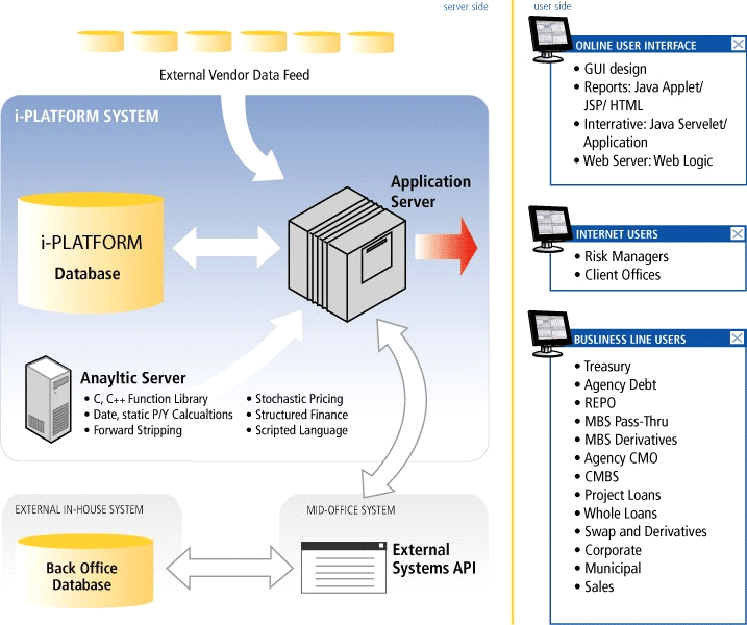 server side
user side
External Vendor Data Feed
i-PLATFORM SYSTEM
i-PLATFORM
Database
Application
Server
Anayltic Server
• C, C++ Function Library
• Date, static P/Y Calcualtions
• Forward Stripping
• Stochastic Pricing
• Structured Finance
• Scripted Language
EXTERNAL IN-HOUSE SYSTEM
Back Office
Database
MID-OFFICE SYSTEM
External
Systems API
ONLINE USER INTERFACE
• GUI design
• Reports: Java Applet/
JSP/ HTML
• Interrative: Java Servelet/
Application
• Web Server: Web Logic
INTERNET USERS
• Risk Managers
• Client Offices
BUSLINESS LINE USERS
• Treasury
• Agency Debt
• REPO
• MBS Pass-Thru
• MBS Derivatives
• Agency CMO
• CMBS
• Project Loans
• Whole Loans
• Swap and Derivatives
• Corporate
• Municipal
• Sales